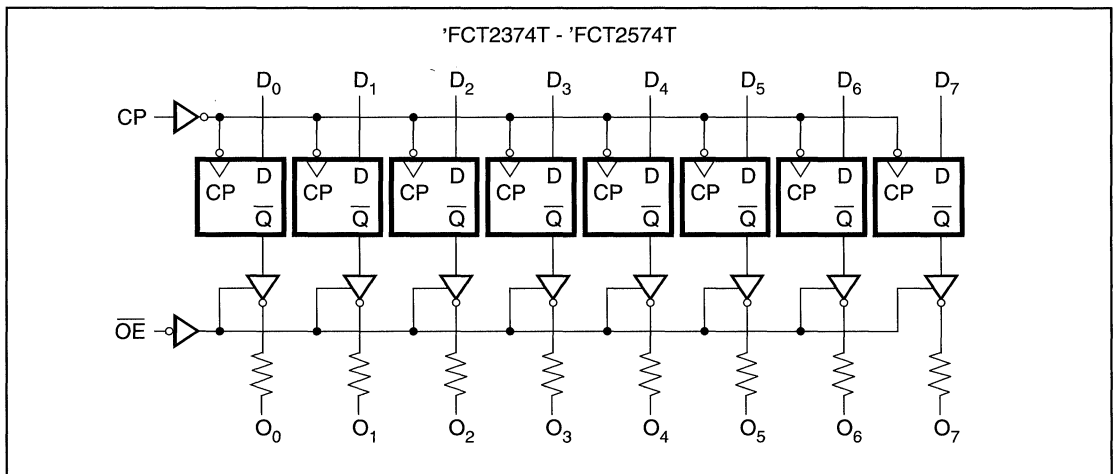 'FCT2374T - 'FCT2574T
D₀ D₁ D₂ D₃ D₄ D₅ D₆ D₇
CP
D D D D D D D D
CP CP CP CP CP CP CP CP
Q̅ Q̅ Q̅ Q̅ Q̅ Q̅ Q̅ Q̅
O̅E̅
O₀ O₁ O₂ O₃ O₄ O₅ O₆ O₇